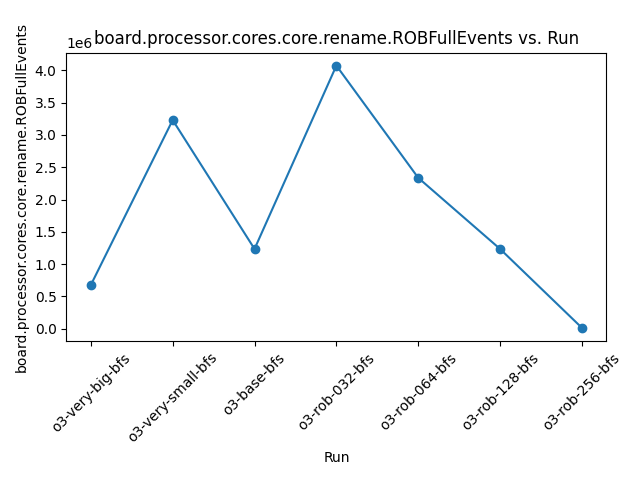 board.processor.cores.core.rename.ROBFullEvents vs. Run
1e6
board.processor.cores.core.rename.ROBFullEvents
4.0
3.5
3.0
2.5
2.0
1.5
1.0
0.5
0.0
o3-very-big-bfs
o3-very-small-bfs
o3-base-bfs
o3-rob-032-bfs
o3-rob-064-bfs
o3-rob-128-bfs
o3-rob-256-bfs
Run